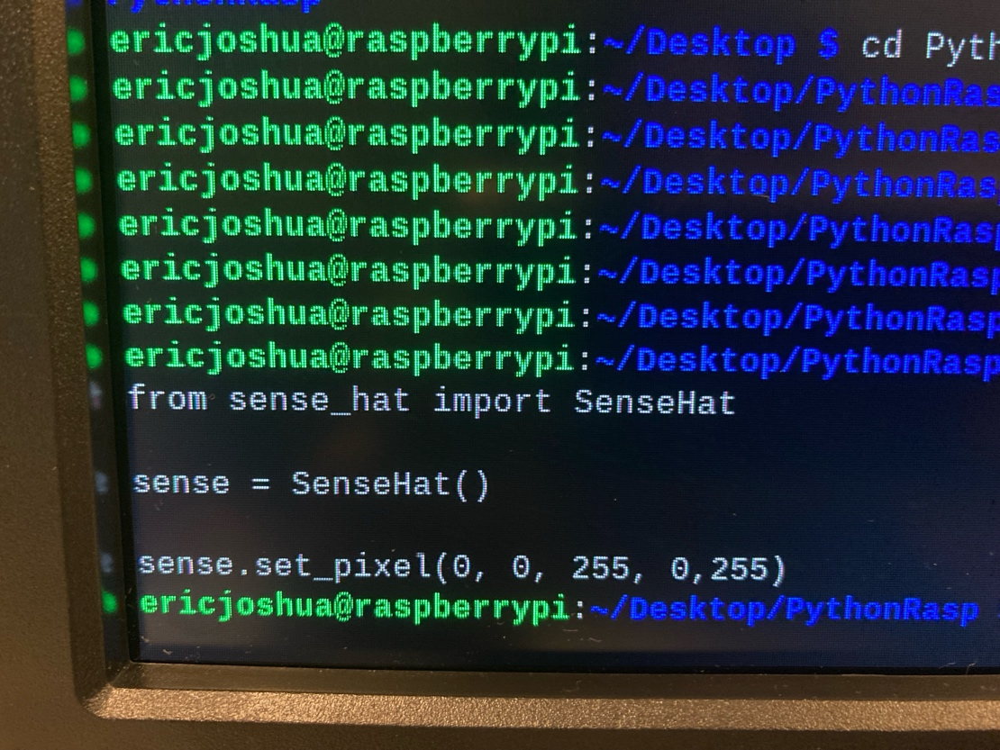 PythonRasp
ericjoshua@raspberrypi:~/Desktop $ cd Pyth
ericjoshua@raspberrypi:~/Desktop/PythonRas
ericjoshua@raspberrypi:~/Desktop/PythonRas
ericjoshua@raspberrypi:~/Desktop/PythonRas
ericjoshua@raspberrypi:~/Desktop/PythonRasp
ericjoshua@raspberrypi:~/Desktop/PythonRasp
ericjoshua@raspberrypi:~/Desktop/PythonRasp
ericjoshua@raspberrypi:~/Desktop/PythonRasp
from sense_hat import SenseHat
sense = SenseHat()
sense.set_pixel(0, 0, 255, 0,255)
ericjoshua@raspberrypi:~/Desktop/PythonRasp